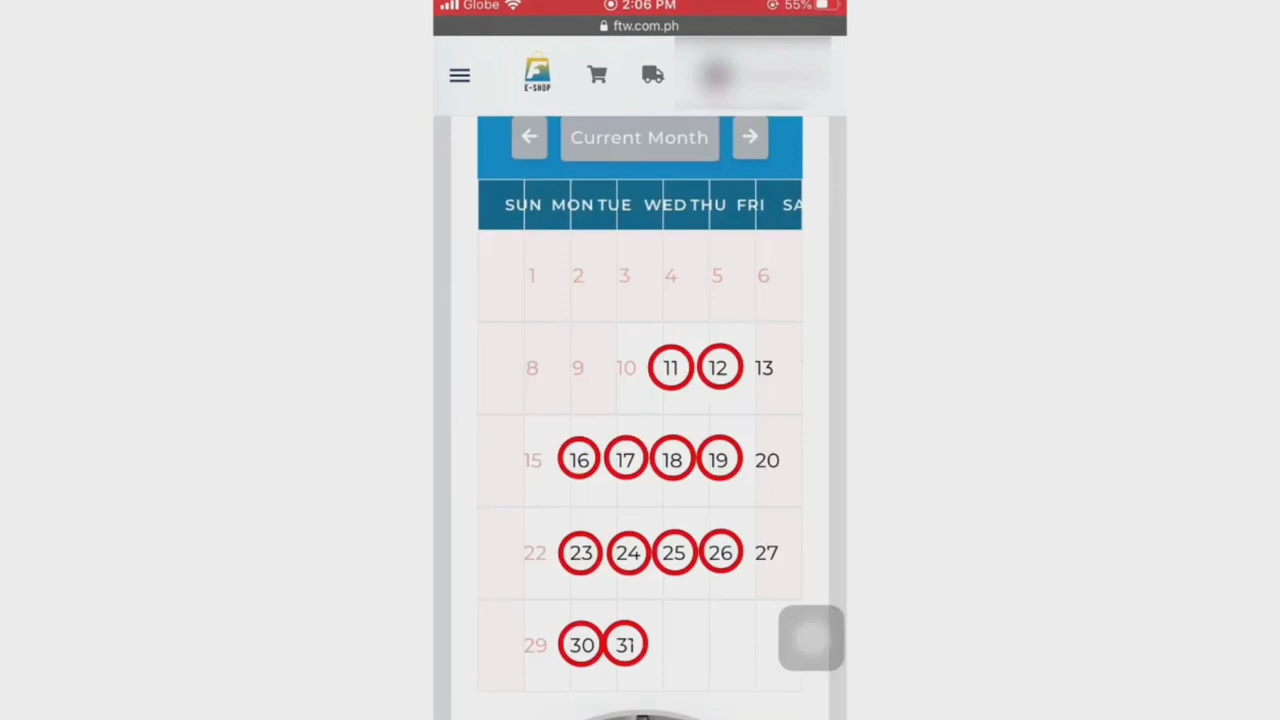 Globe 2:06 PM 55%
ftw.com.ph
E-SHOP
Current Month
SUN MON TUE WED THU FRI SA
1 2 3 4 5 6
8 9 10 11 12 13
15 16 17 18 19 20
22 23 24 25 26 27
29 30 31